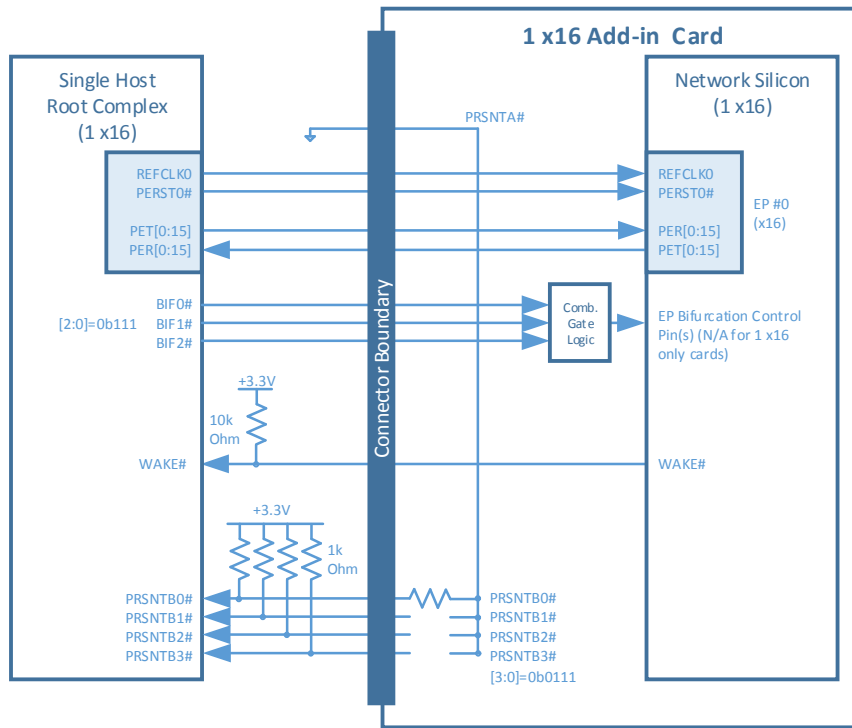 1 x16 Add-in Card
Single Host
Root Complex
(1 x16)
Network Silicon
(1 x16)
PRSNTA#
REFCLK0
PERST0#
PET[0:15]
PER[0:15]
REFCLK0
PERST0#
PER[0:15]
PET[0:15]
EP #0
(x16)
Connector Boundary
[2:0]=0b111
BIF0#
BIF1#
BIF2#
Comb.
Gate
Logic
EP Bifurcation Control
Pin(s) (N/A for 1 x16
only cards)
+3.3V
10k
Ohm
WAKE#
WAKE#
+3.3V
1k
Ohm
PRSNTB0#
PRSNTB1#
PRSNTB2#
PRSNTB3#
PRSNTB0#
PRSNTB1#
PRSNTB2#
PRSNTB3#
[3:0]=0b0111